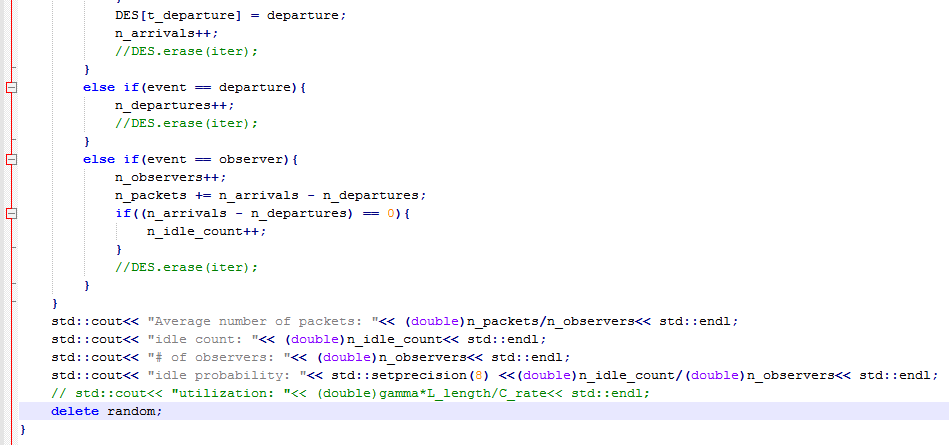 DES[t_departure] = departure;
n_arrivals++;
//DES.erase(iter);
}
else if(event == departure){
n_departures++;
//DES.erase(iter);
}
else if(event == observer){
n_observers++;
n_packets += n_arrivals - n_departures;
if((n_arrivals - n_departures) == 0){
n_idle_count++;
}
//DES.erase(iter);
}
}
std::cout<< "Average number of packets: "<< (double)n_packets/n_observers<< std::endl;
std::cout<< "idle count: "<< (double)n_idle_count<< std::endl;
std::cout<< "# of observers: "<< (double)n_observers<< std::endl;
std::cout<< "idle probability: "<< std::setprecision(8) <<(double)n_idle_count/(double)n_observers<< std::endl;
// std::cout<< "utilization: "<< (double)gamma*L_length/C_rate<< std::endl;
delete random;
}